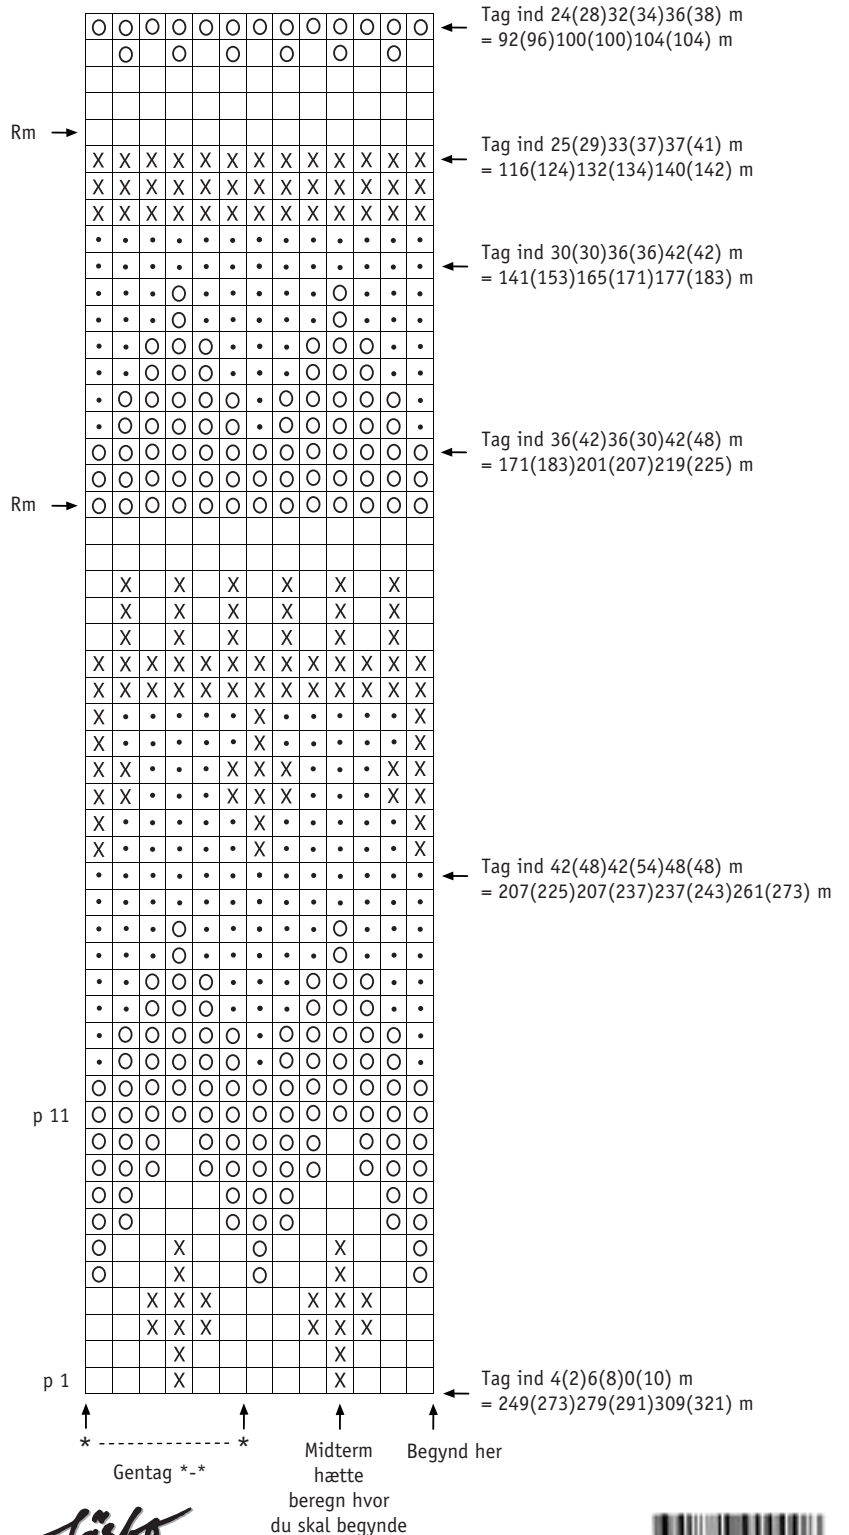 Tag ind 24(28)32(34)36(38) m
= 92(96)100(100)104(104) m
Rm
Tag ind 25(29)33(37)37(41) m
= 116(124)132(134)140(142) m
Tag ind 30(30)36(36)42(42) m
= 141(153)165(171)177(183) m
Tag ind 36(42)36(30)42(48) m
= 171(183)201(207)219(225) m
Rm
Tag ind 42(48)42(54)48(48) m
= 207(225)207(237)237(243)261(273) m
p 11
p 1
Tag ind 4(2)6(8)0(10) m
= 249(273)279(291)309(321) m
* ------------ *
Gentag *-*
Midterm
hætte
beregn hvor
du skal begynde
Begynd her